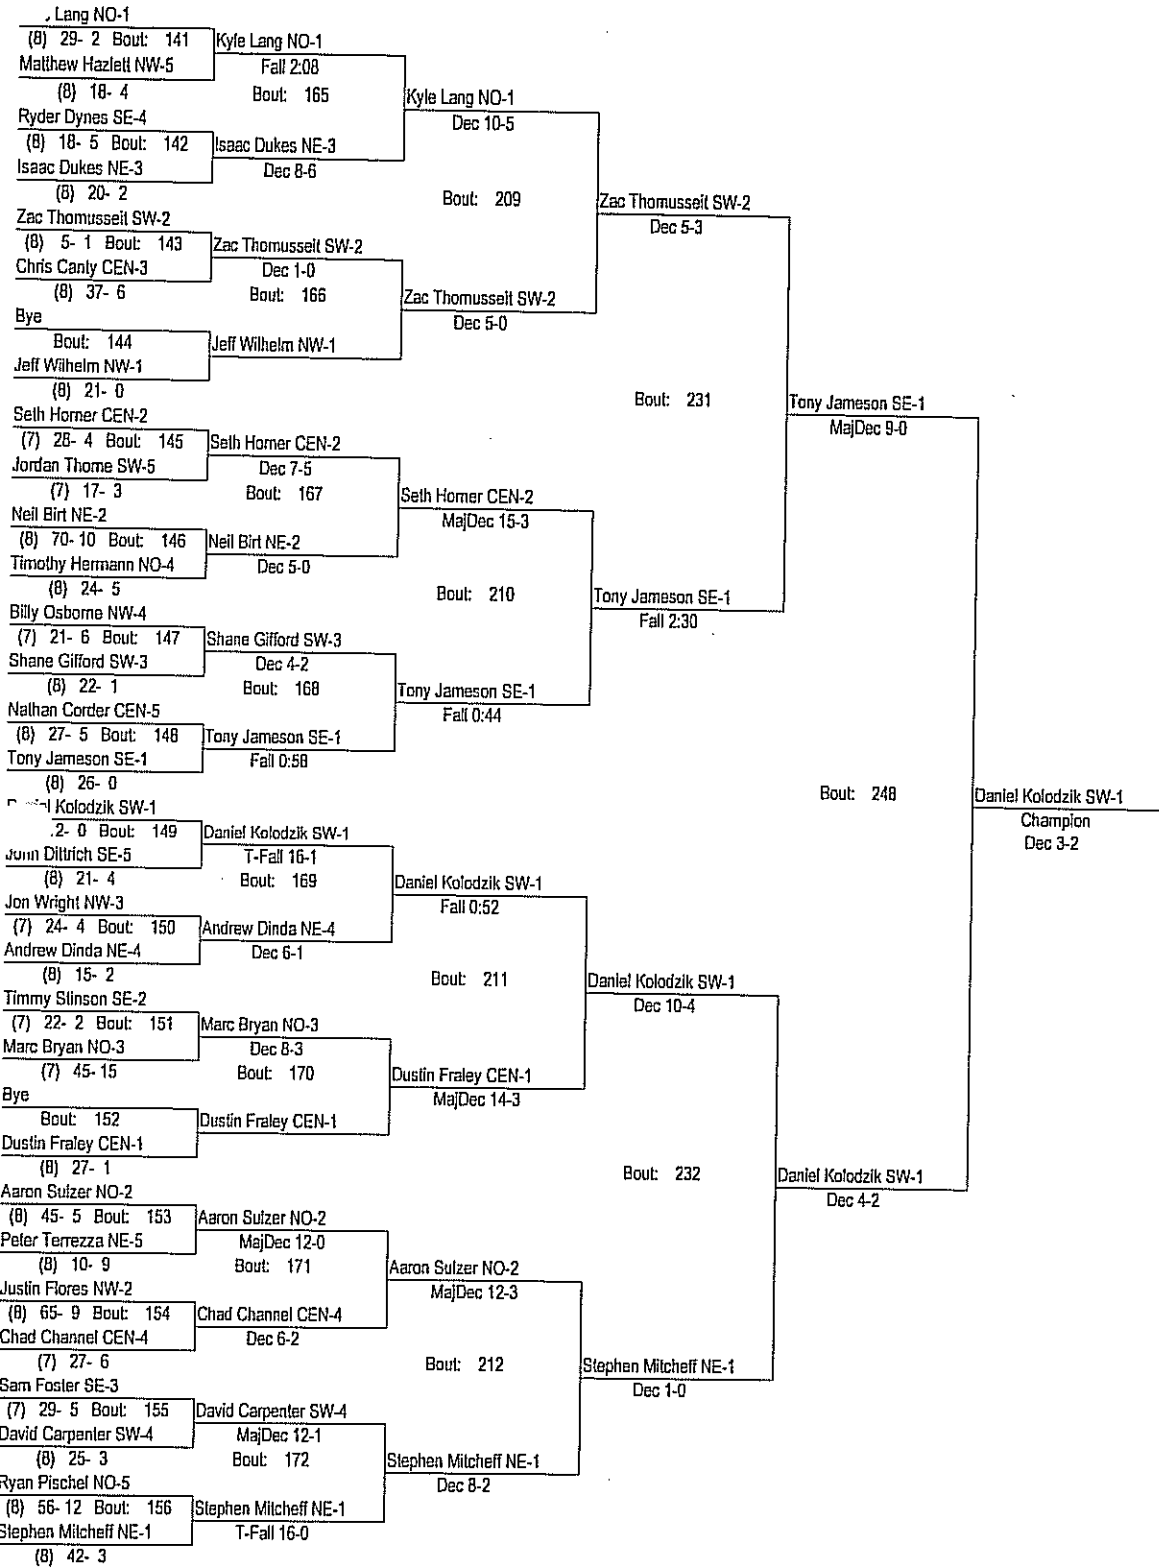 Lang NO-1
(8) 29- 2 Bout: 141
Matthew Hazlett NW-5
(8) 18- 4
Ryder Dynes SE-4
(8) 18- 5 Bout: 142
Isaac Dukes NE-3
(8) 20- 2
Zac Thomusseit SW-2
(8) 5- 1 Bout: 143
Chris Canty CEN-3
(8) 37- 6
Bye
Bout: 144
Jeff Wilhelm NW-1
(8) 21- 0
Seth Horner CEN-2
(7) 28- 4 Bout: 145
Jordan Thorne SW-5
(7) 17- 3
Neil Birt NE-2
(8) 70- 10 Bout: 146
Timothy Hermann NO-4
(8) 24- 5
Billy Osborne NW-4
(7) 21- 6 Bout: 147
Shane Gifford SW-3
(8) 22- 1
Nathan Corder CEN-5
(8) 27- 5 Bout: 148
Tony Jameson SE-1
(8) 26- 0
Kolodzik SW-1
2- 0 Bout: 149
John Dittrich SE-5
(8) 21- 4
Jon Wright NW-3
(7) 24- 4 Bout: 150
Andrew Dinda NE-4
(8) 15- 2
Timmy Stinson SE-2
(7) 22- 2 Bout: 151
Marc Bryan NO-3
(7) 45- 15
Bye
Bout: 152
Dustin Fraley CEN-1
(8) 27- 1
Aaron Sulzer NO-2
(8) 45- 5 Bout: 153
Peter Terrezza NE-5
(8) 10- 9
Justin Flores NW-2
(8) 65- 9 Bout: 154
Chad Channel CEN-4
(7) 27- 6
Sam Foster SE-3
(7) 29- 5 Bout: 155
David Carpenter SW-4
(8) 25- 3
Ryan Pischel NO-5
(8) 56- 12 Bout: 156
Stephen Mitcheff NE-1
(8) 42- 3
Kyle Lang NO-1
Fall 2:08
Bout: 165
Isaac Dukes NE-3
Dec 8-6
Zac Thomusseit SW-2
Dec 1-0
Bout: 166
Jeff Wilhelm NW-1
Seth Horner CEN-2
Dec 7-5
Bout: 167
Neil Birt NE-2
Dec 5-0
Shane Gifford SW-3
Dec 4-2
Bout: 168
Tony Jameson SE-1
Fall 0:58
Daniel Kolodzik SW-1
T-Fall 16-1
Bout: 169
Andrew Dinda NE-4
Dec 6-1
Marc Bryan NO-3
Dec 8-3
Bout: 170
Dustin Fraley CEN-1
Aaron Sulzer NO-2
MajDec 12-0
Bout: 171
Chad Channel CEN-4
Dec 6-2
David Carpenter SW-4
MajDec 12-1
Bout: 172
Stephen Mitcheff NE-1
T-Fall 16-0
Kyle Lang NO-1
Dec 10-5
Bout: 209
Zac Thomusseit SW-2
Dec 5-0
Seth Horner CEN-2
MajDec 15-3
Bout: 210
Tony Jameson SE-1
Fall 0:44
Daniel Kolodzik SW-1
Fall 0:52
Bout: 211
Dustin Fraley CEN-1
MajDec 14-3
Aaron Sulzer NO-2
MajDec 12-3
Bout: 212
Stephen Mitcheff NE-1
Dec 8-2
Zac Thomusseit SW-2
Dec 5-3
Bout: 231
Tony Jameson SE-1
Fall 2:30
Daniel Kolodzik SW-1
Dec 10-4
Bout: 232
Stephen Mitcheff NE-1
Dec 1-0
Tony Jameson SE-1
MajDec 9-0
Bout: 248
Daniel Kolodzik SW-1
Dec 4-2
Daniel Kolodzik SW-1
Champion
Dec 3-2